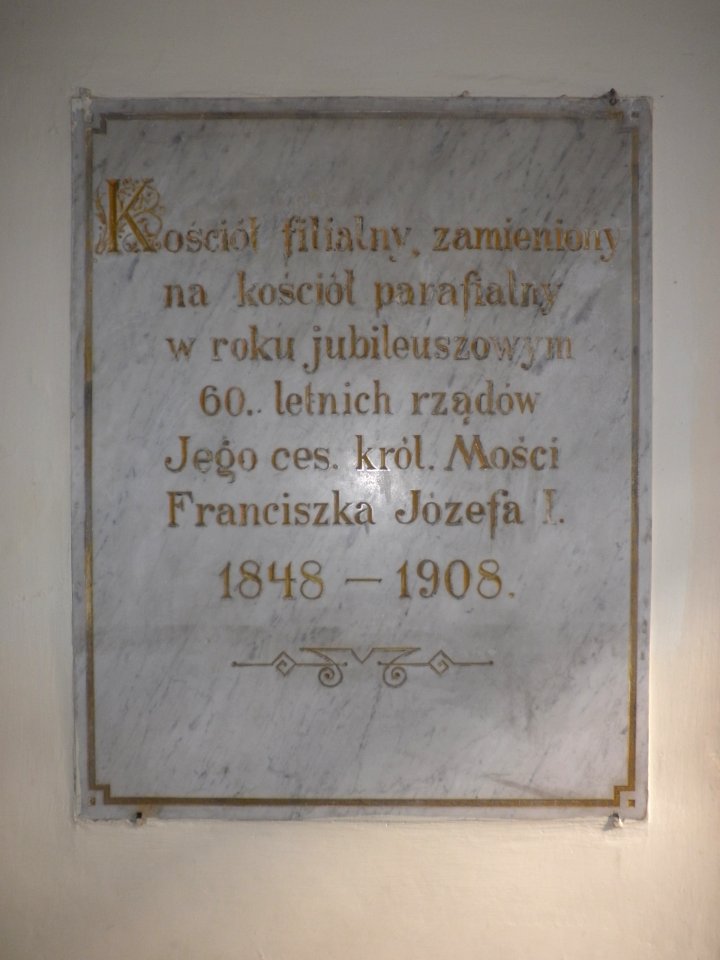 Kościół filialny, zamieniony
na kościół parafialny
w roku jubileuszowym
60.. letnich rządów
Jego ces. król. Mości
Franciszka Józefa I.
1848 – 1908.